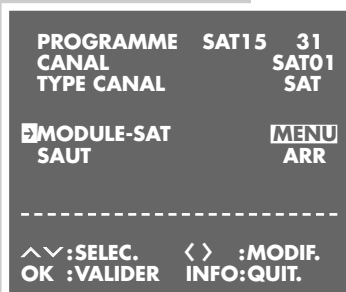 PROGRAMME SAT15 31
CANAL SAT01
TYPE CANAL SAT
MODULE-SAT MENU
SAUT ARR
:SELEC. < > :MODIF.
OK :VALIDER INFO:QUIT.